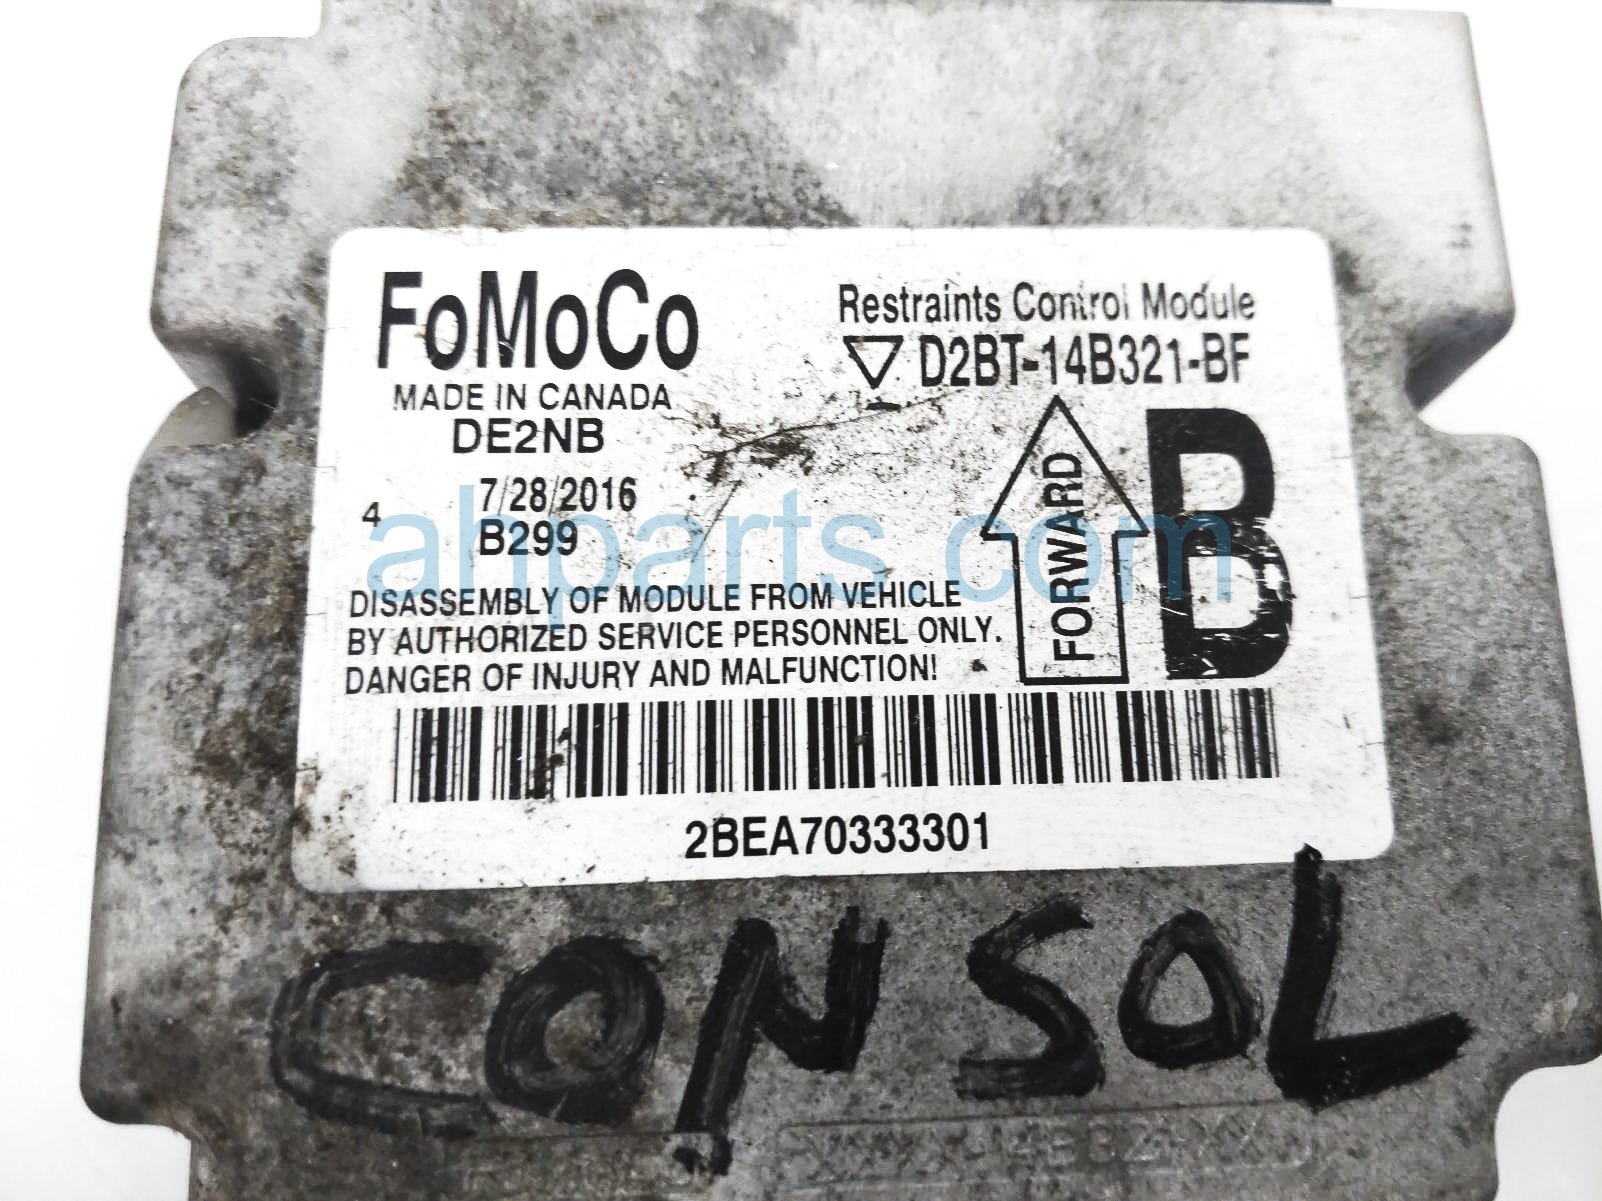 FoMoCo
MADE IN CANADA
DE2NB
7/28/2016
4
B299
Restraints Control Module
D2BT-14B321-BF
FORWARD
B
DISASSEMBLY OF MODULE FROM VEHICLE
BY AUTHORIZED SERVICE PERSONNEL ONLY.
DANGER OF INJURY AND MALFUNCTION!
2BEA70333301
CONSOL
ahparts.com